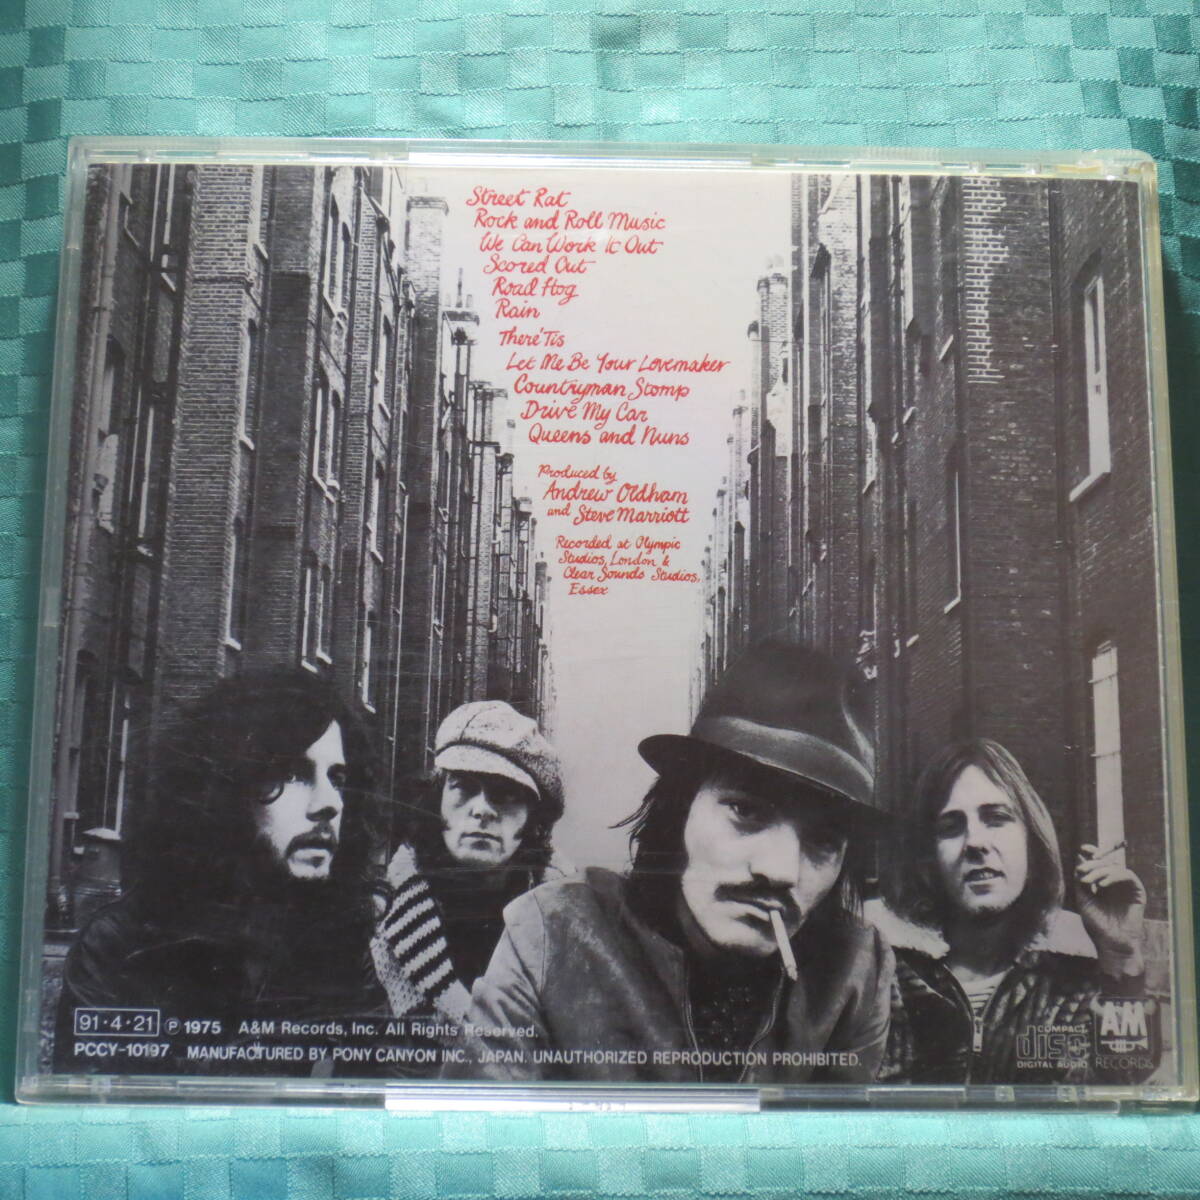 Street Rat
Rock and Roll Music
We Can Work It Out
Scored Out
Road Hog
Rain
There 'Tis
Let Me Be Your Lovemaker
Countryman Stomp
Drive My Car
Queens and Nuns
Produced by
Andrew Oldham
and Steve Marriott
Recorded at Olympic
Studios, London &
Clear Sounds Studios,
Essex
91・4・21 Ⓟ 1975 A&M Records, Inc. All Rights Reserved.
PCCY-10197 MANUFACTURED BY PONY CANYON INC., JAPAN. UNAUTHORIZED REPRODUCTION PROHIBITED.
COMPACT
disc
DIGITAL AUDIO
A&M
RECORDS